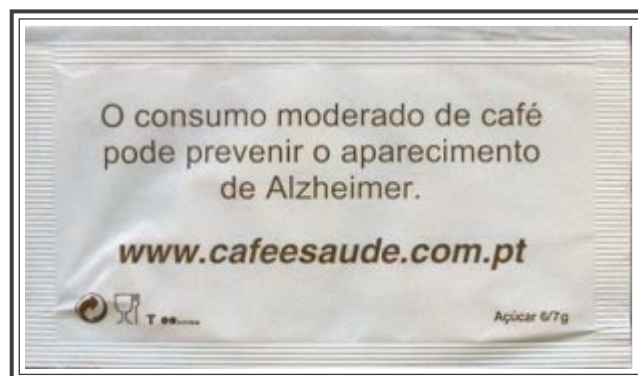 O consumo moderado de café
pode prevenir o aparecimento
de Alzheimer.
www.cafeesaude.com.pt
T
Açúcar 6/7g